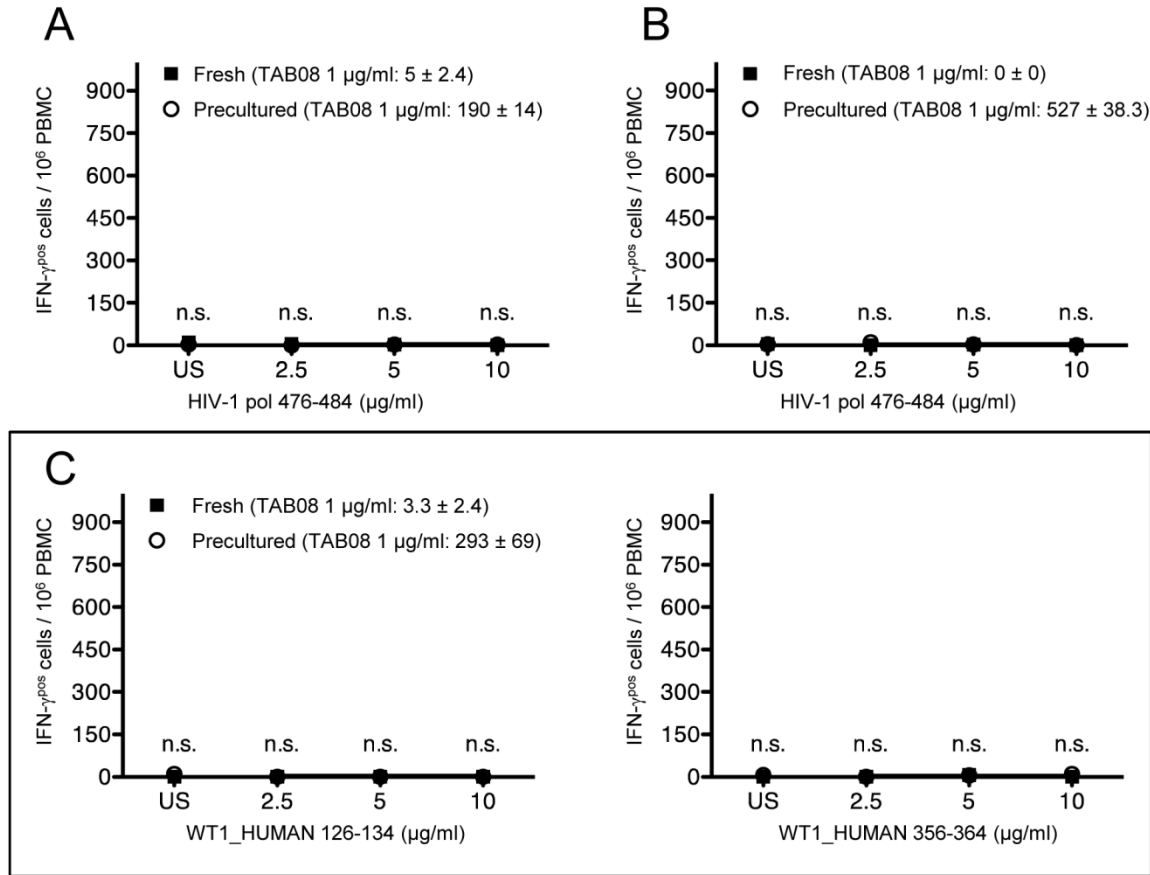 A
Fresh (TAB08 1 µg/ml: 5 ± 2.4)
Precultured (TAB08 1 µg/ml: 190 ± 14)
IFN-γᵖᵒˢ cells / 10⁶ PBMC
900
750
600
450
300
150
0
n.s. n.s. n.s. n.s.
US 2.5 5 10
HIV-1 pol 476-484 (µg/ml)
B
Fresh (TAB08 1 µg/ml: 0 ± 0)
Precultured (TAB08 1 µg/ml: 527 ± 38.3)
IFN-γᵖᵒˢ cells / 10⁶ PBMC
900
750
600
450
300
150
0
n.s. n.s. n.s. n.s.
US 2.5 5 10
HIV-1 pol 476-484 (µg/ml)
C
Fresh (TAB08 1 µg/ml: 3.3 ± 2.4)
Precultured (TAB08 1 µg/ml: 293 ± 69)
IFN-γᵖᵒˢ cells / 10⁶ PBMC
900
750
600
450
300
150
0
n.s. n.s. n.s. n.s.
US 2.5 5 10
WT1_HUMAN 126-134 (µg/ml)
IFN-γᵖᵒˢ cells / 10⁶ PBMC
900
750
600
450
300
150
0
n.s. n.s. n.s. n.s.
US 2.5 5 10
WT1_HUMAN 356-364 (µg/ml)